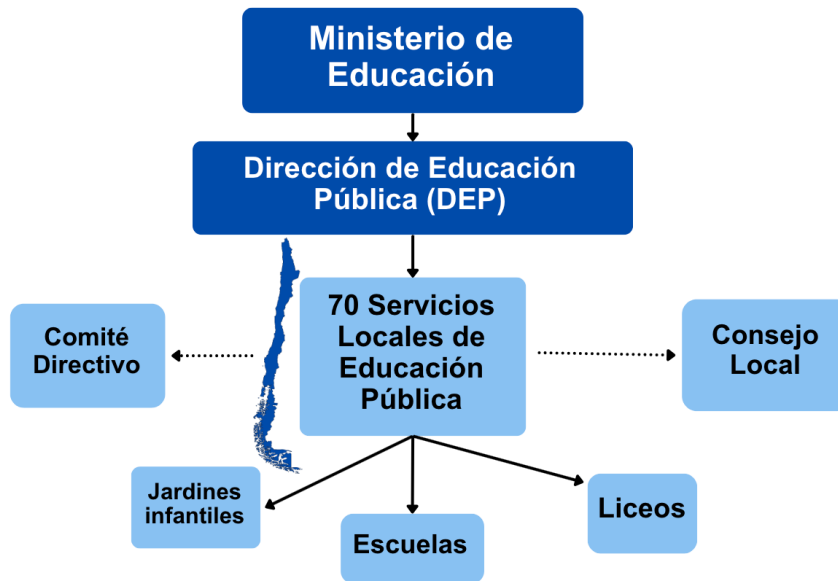 Ministerio de
Educación
Dirección de Educación
Pública (DEP)
70 Servicios
Locales de
Educación
Pública
Comité
Directivo
Consejo
Local
Jardines
infantiles
Escuelas
Liceos